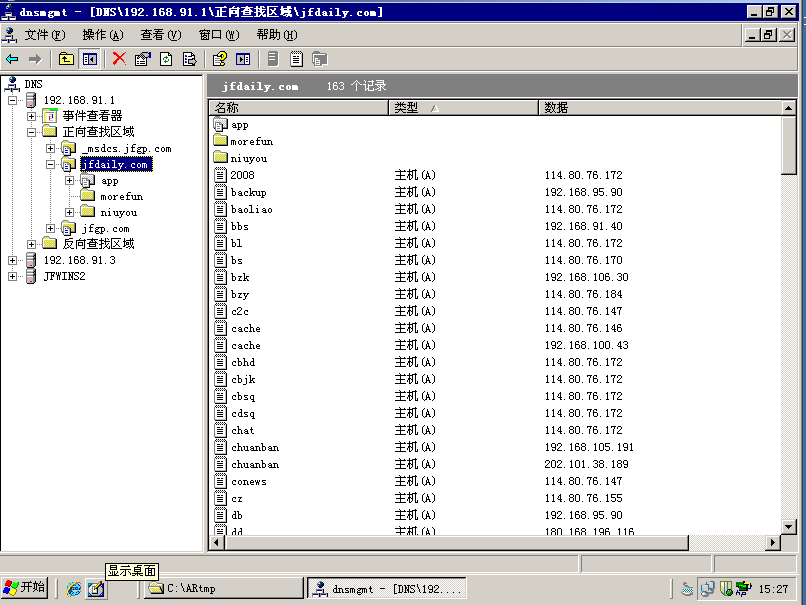 dnsmgmt - [DNS\192.168.91.1\正向查找区域\jfdaily.com]
文件(F) 操作(A) 查看(V) 窗口(W) 帮助(H)
DNS
192.168.91.1
事件查看器
正向查找区域
_msdcs.jfgp.com
jfdaily.com
app
morefun
niuyou
jfgp.com
反向查找区域
192.168.91.3
JFWINS2
jfdaily.com 163 个记录
名称 类型 数据
app
morefun
niuyou
2008 主机(A) 114.80.76.172
backup 主机(A) 192.168.95.90
baoliao 主机(A) 114.80.76.172
bbs 主机(A) 192.168.91.40
bl 主机(A) 114.80.76.172
bs 主机(A) 114.80.76.170
bzk 主机(A) 192.168.106.30
bzy 主机(A) 114.80.76.184
c2c 主机(A) 114.80.76.147
cache 主机(A) 114.80.76.146
cache 主机(A) 192.168.100.43
cbhd 主机(A) 114.80.76.172
cbjk 主机(A) 114.80.76.172
cbsq 主机(A) 114.80.76.172
cdsq 主机(A) 114.80.76.172
chat 主机(A) 114.80.76.172
chuanban 主机(A) 192.168.105.191
chuanban 主机(A) 202.101.38.189
conews 主机(A) 114.80.76.147
cz 主机(A) 114.80.76.155
db 主机(A) 192.168.95.90
dd 主机(A) 180.168.196.116
显示桌面
开始 C:\ARtmp dnsmgmt - [DNS\192.... 15:27